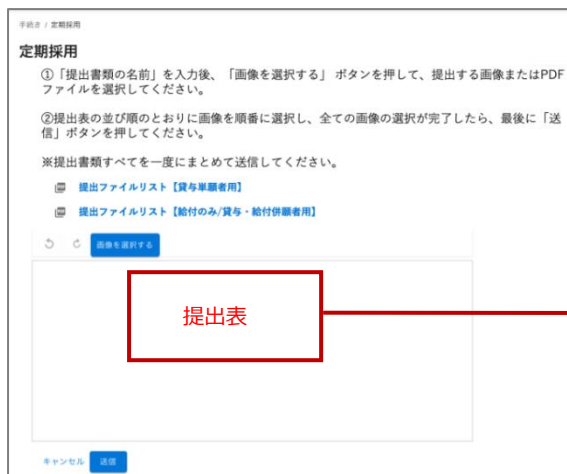 手続き / 定期採用
定期採用
①「提出書類の名前」を入力後、「画像を選択する」 ボタンを押して、提出する画像またはPDF
ファイルを選択してください。
②提出表の並び順のとおりに画像を順番に選択し、全ての画像の選択が完了したら、最後に「送
信」ボタンを押してください。
※提出書類すべてを一度にまとめて送信してください。
提出ファイルリスト【貸与単願者用】
提出ファイルリスト【給付のみ/貸与・給付併願者用】
画像を選択する
提出表
キャンセル 送信